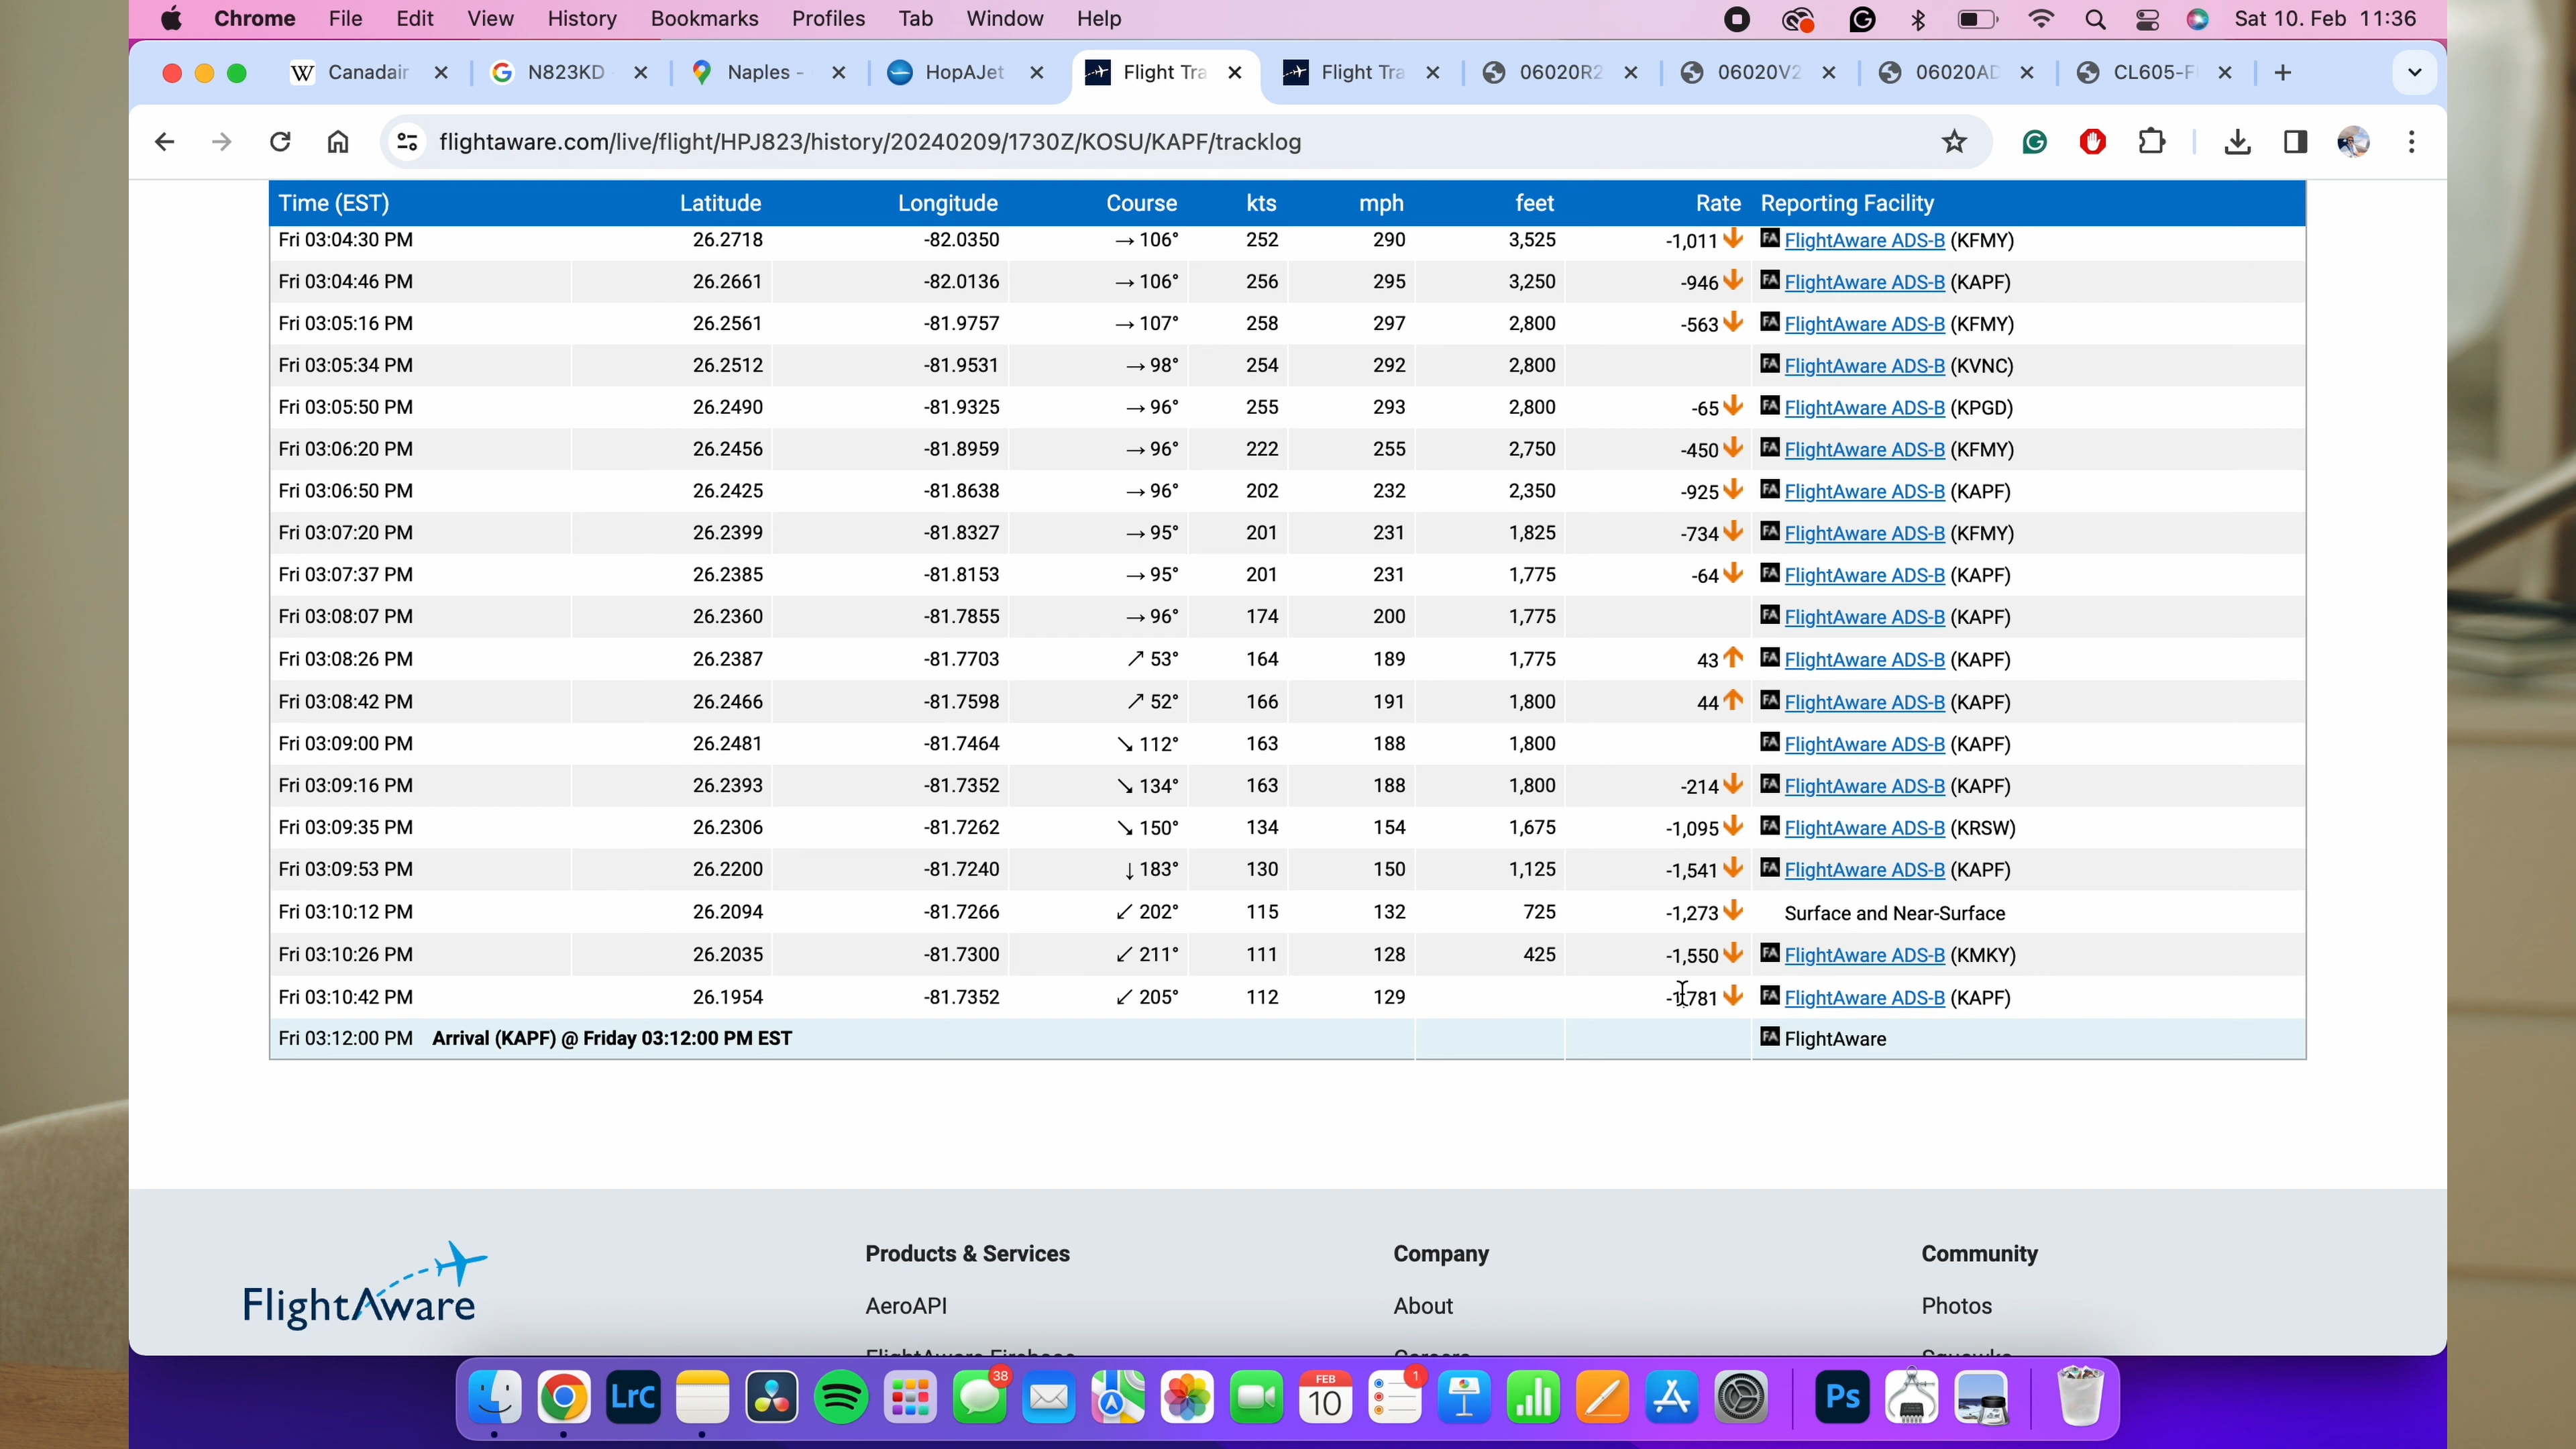 Chrome File Edit View History Bookmarks Profiles Tab Window Help Sat 10. Feb 11:36
Canadair N823KD Naples - HopAJet Flight Tra Flight Tra 06020R2 06020V2 06020AD CL605-F
flightaware.com/live/flight/HPJ823/history/20240209/1730Z/KOSU/KAPF/tracklog
Time (EST) Latitude Longitude Course kts mph feet Rate Reporting Facility
Fri 03:04:30 PM 26.2718 -82.0350 → 106° 252 290 3,525 -1,011 FlightAware ADS-B (KFMY)
Fri 03:04:46 PM 26.2661 -82.0136 → 106° 256 295 3,250 -946 FlightAware ADS-B (KAPF)
Fri 03:05:16 PM 26.2561 -81.9757 → 107° 258 297 2,800 -563 FlightAware ADS-B (KFMY)
Fri 03:05:34 PM 26.2512 -81.9531 → 98° 254 292 2,800 FlightAware ADS-B (KVNC)
Fri 03:05:50 PM 26.2490 -81.9325 → 96° 255 293 2,800 -65 FlightAware ADS-B (KPGD)
Fri 03:06:20 PM 26.2456 -81.8959 → 96° 222 255 2,750 -450 FlightAware ADS-B (KFMY)
Fri 03:06:50 PM 26.2425 -81.8638 → 96° 202 232 2,350 -925 FlightAware ADS-B (KAPF)
Fri 03:07:20 PM 26.2399 -81.8327 → 95° 201 231 1,825 -734 FlightAware ADS-B (KFMY)
Fri 03:07:37 PM 26.2385 -81.8153 → 95° 201 231 1,775 -64 FlightAware ADS-B (KAPF)
Fri 03:08:07 PM 26.2360 -81.7855 → 96° 174 200 1,775 FlightAware ADS-B (KAPF)
Fri 03:08:26 PM 26.2387 -81.7703 ↗ 53° 164 189 1,775 43 FlightAware ADS-B (KAPF)
Fri 03:08:42 PM 26.2466 -81.7598 ↗ 52° 166 191 1,800 44 FlightAware ADS-B (KAPF)
Fri 03:09:00 PM 26.2481 -81.7464 ↘ 112° 163 188 1,800 FlightAware ADS-B (KAPF)
Fri 03:09:16 PM 26.2393 -81.7352 ↘ 134° 163 188 1,800 -214 FlightAware ADS-B (KAPF)
Fri 03:09:35 PM 26.2306 -81.7262 ↘ 150° 134 154 1,675 -1,095 FlightAware ADS-B (KRSW)
Fri 03:09:53 PM 26.2200 -81.7240 ↓ 183° 130 150 1,125 -1,541 FlightAware ADS-B (KAPF)
Fri 03:10:12 PM 26.2094 -81.7266 ↙ 202° 115 132 725 -1,273 Surface and Near-Surface
Fri 03:10:26 PM 26.2035 -81.7300 ↙ 211° 111 128 425 -1,550 FlightAware ADS-B (KMKY)
Fri 03:10:42 PM 26.1954 -81.7352 ↙ 205° 112 129 -1,781 FlightAware ADS-B (KAPF)
Fri 03:12:00 PM Arrival (KAPF) @ Friday 03:12:00 PM EST FlightAware
FlightAware
Products & Services Company Community
AeroAPI About Photos
LrC 38 FEB 10 1 Ps